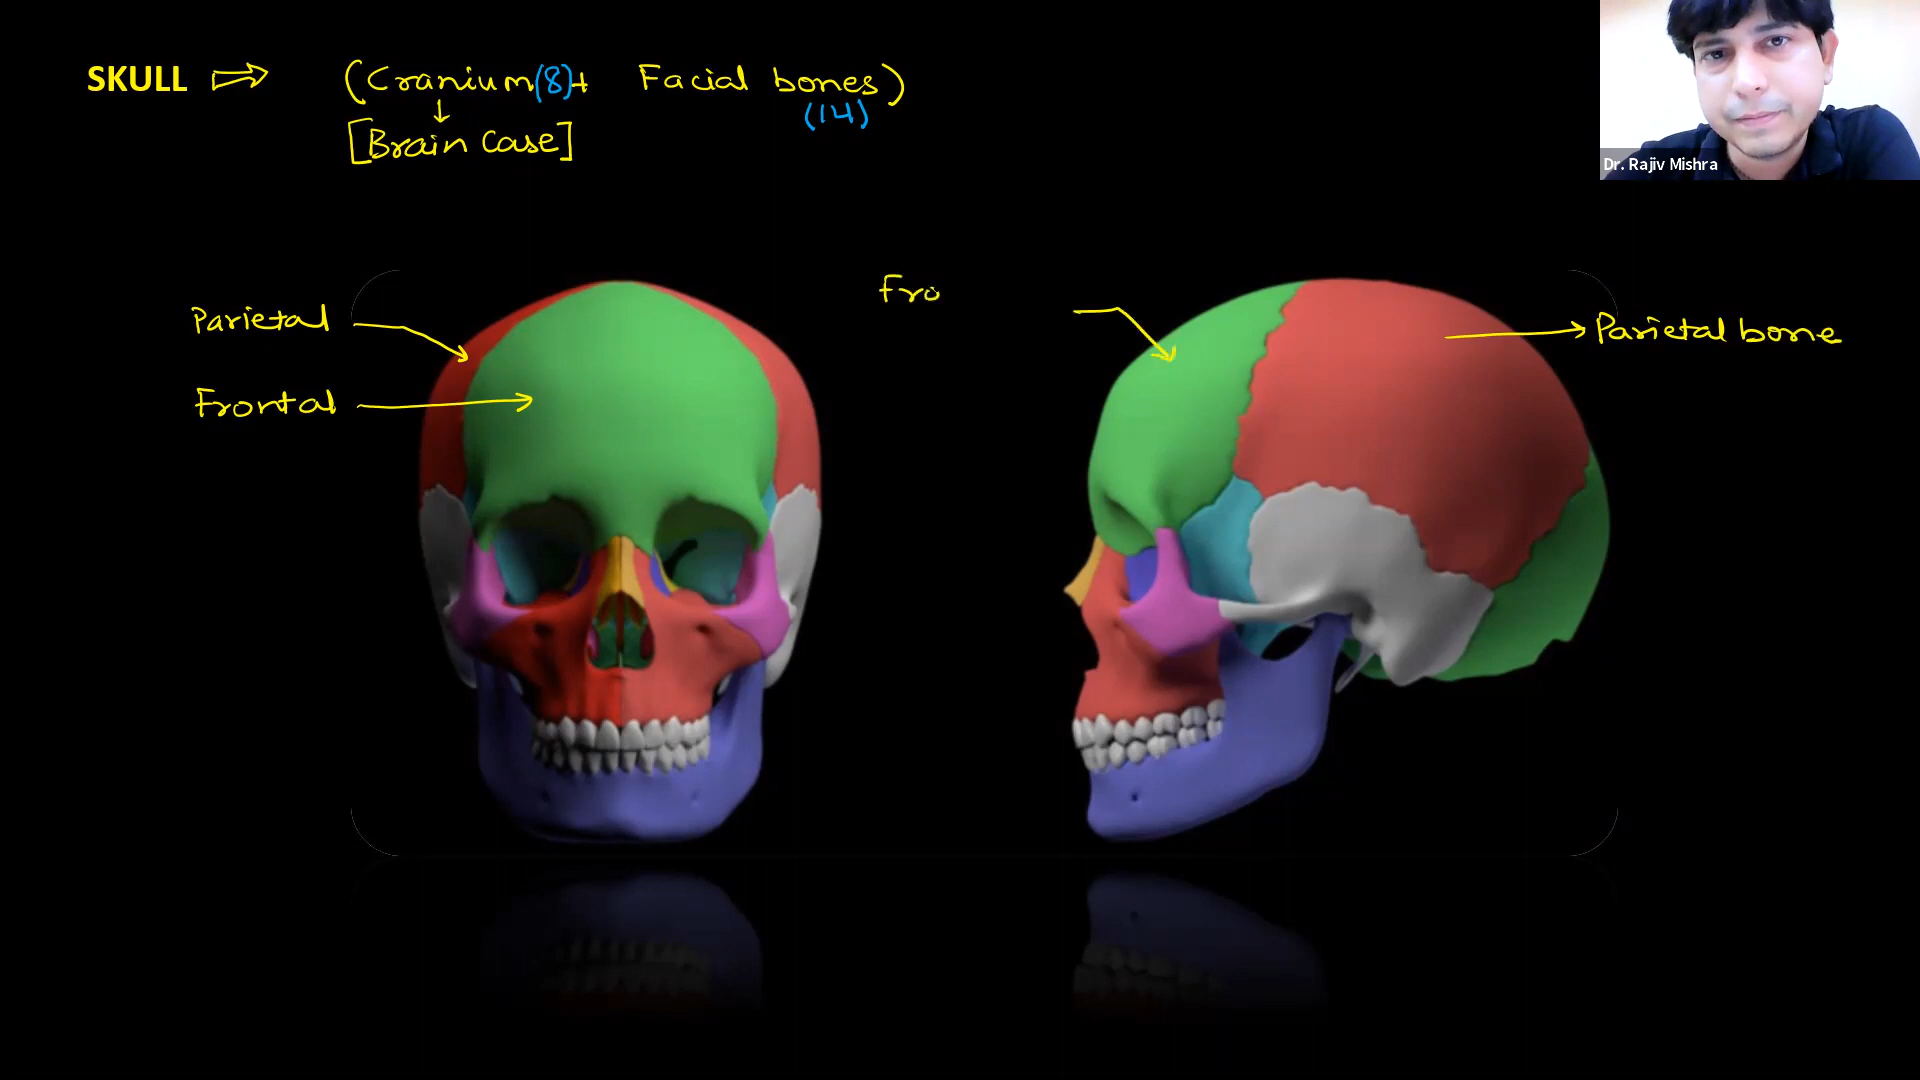 SKULL ⇒ (Cranium(8)+ Facial bones)
(14)
↓
[Brain Case]
Dr. Rajiv Mishra
Parietal
Fro
Parietal bone
Frontal